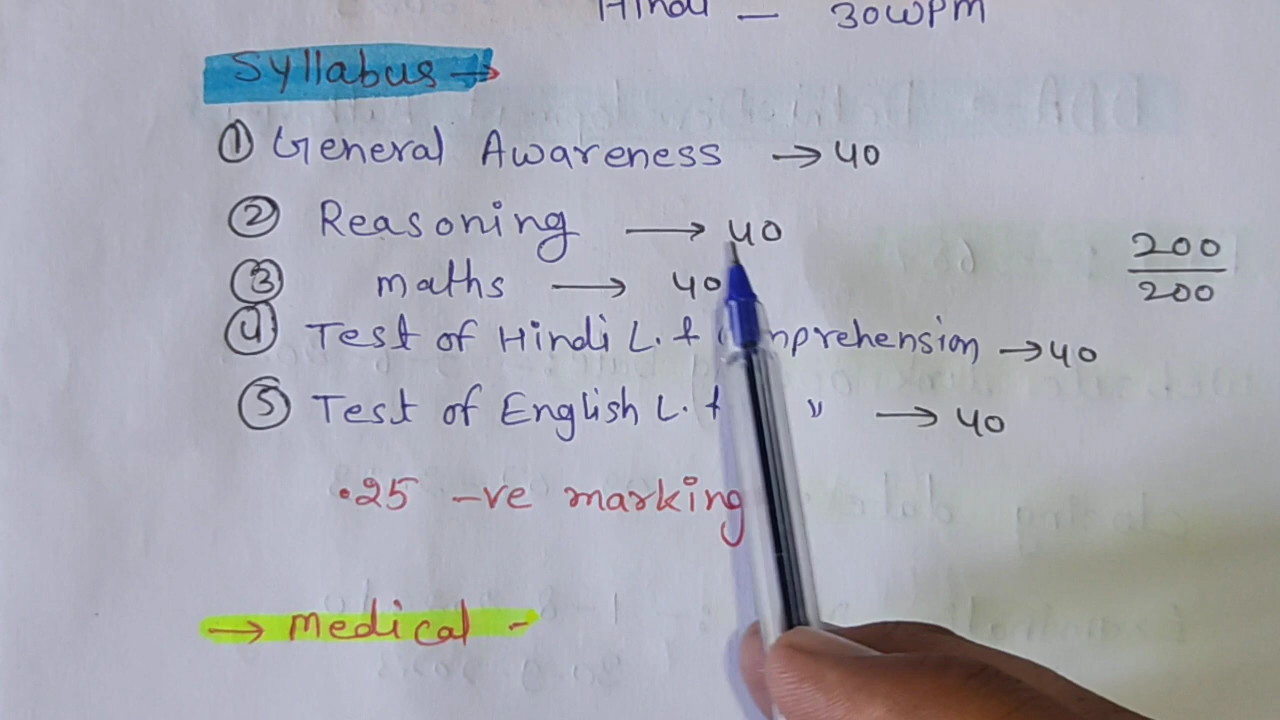 Hindi – 30WPM
Syllabus →
① General Awareness → 40
② Reasoning → 40
③ maths → 40
200
200
④ Test of Hindi L. & comprehension → 40
⑤ Test of English L. & 〃 → 40
.25 -ve marking
→ Medical -